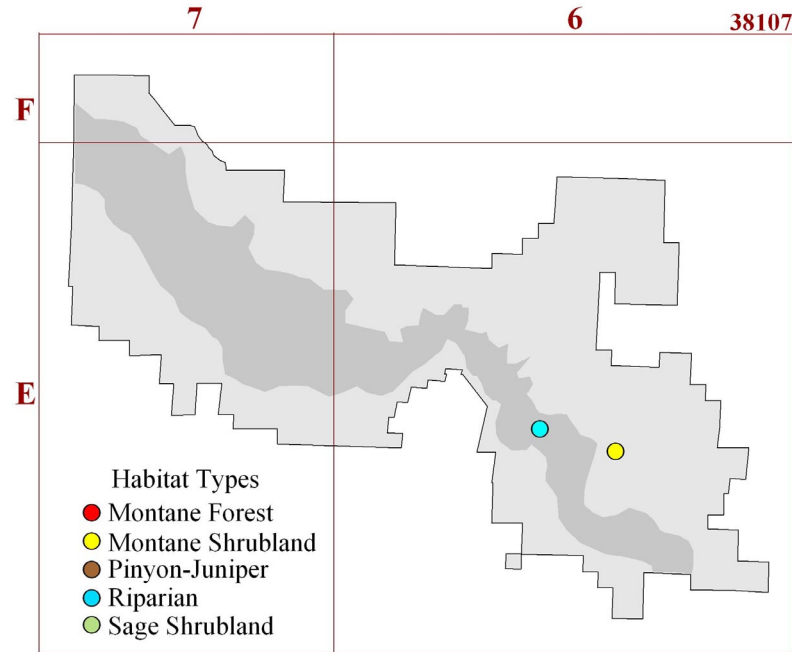 7 6 38107
F
E
Habitat Types
Montane Forest
Montane Shrubland
Pinyon-Juniper
Riparian
Sage Shrubland